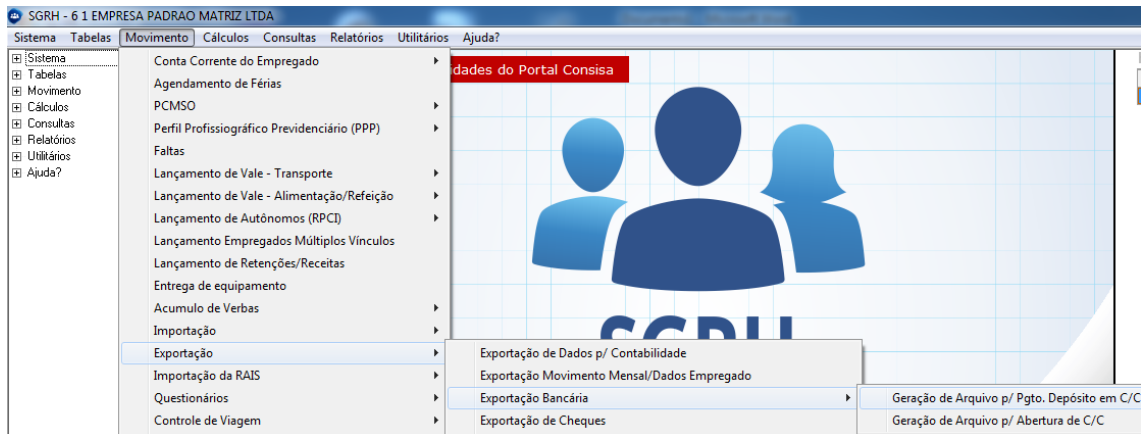 SGRH - 6 1 EMPRESA PADRAO MATRIZ LTDA
Sistema Tabelas Movimento Cálculos Consultas Relatórios Utilitários Ajuda?
Sistema
Tabelas
Movimento
Cálculos
Consultas
Relatórios
Utilitários
Ajuda?
Conta Corrente do Empregado
Agendamento de Férias
PCMSO
Perfil Profissiográfico Previdenciário (PPP)
Faltas
Lançamento de Vale - Transporte
Lançamento de Vale - Alimentação/Refeição
Lançamento de Autônomos (RPCI)
Lançamento Empregados Múltiplos Vínculos
Lançamento de Retenções/Receitas
Entrega de equipamento
Acumulo de Verbas
Importação
Exportação
Importação da RAIS
Questionários
Controle de Viagem
idades do Portal Consisa
SGRH
Exportação de Dados p/ Contabilidade
Exportação Movimento Mensal/Dados Empregado
Exportação Bancária
Exportação de Cheques
Geração de Arquivo p/ Pgto. Depósito em C/C
Geração de Arquivo p/ Abertura de C/C